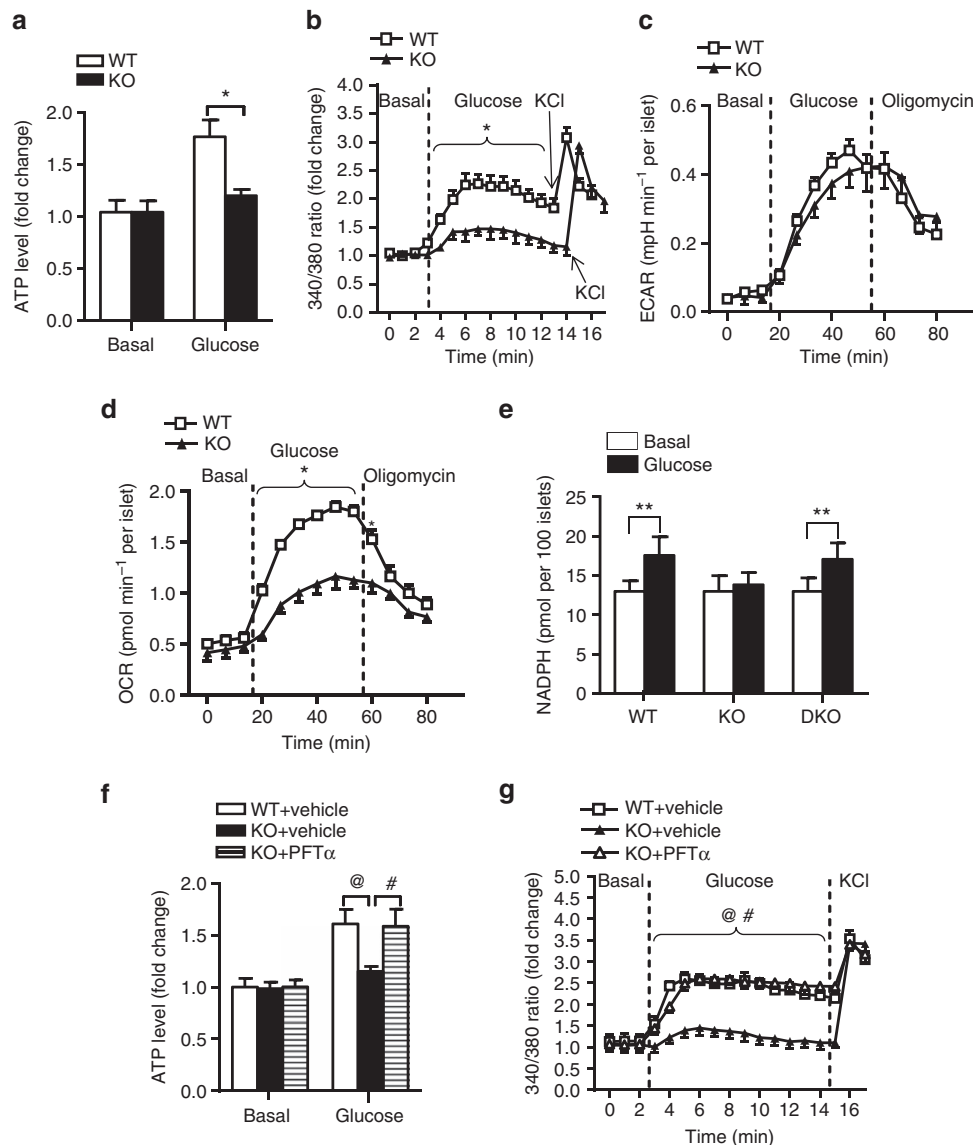 a
WT
KO
*
ATP level (fold change)
2.0
1.5
1.0
0.5
0.0
Basal
Glucose
b
WT
KO
Basal
Glucose
KCl
*
340/380 ratio (fold change)
4.0
3.5
3.0
2.5
2.0
1.5
1.0
0.5
0.0
KCl
0 2 4 6 8 10 12 14 16
Time (min)
c
WT
KO
Basal
Glucose
Oligomycin
ECAR (mpH min⁻¹ per islet)
0.6
0.4
0.2
0.0
0 20 40 60 80
Time (min)
d
WT
KO
Basal
Glucose
*
Oligomycin
*
OCR (pmol min⁻¹ per islet)
2.0
1.5
1.0
0.5
0.0
0 20 40 60 80
Time (min)
e
Basal
Glucose
** **
NADPH (pmol per 100 islets)
25
20
15
10
5
0
WT KO DKO
f
WT+vehicle
KO+vehicle
KO+PFTα
@ #
ATP level (fold change)
2.0
1.5
1.0
0.5
0.0
Basal
Glucose
g
WT+vehicle
KO+vehicle
KO+PFTα
Basal
Glucose
KCl
@ #
340/380 ratio (fold change)
5.0
4.5
4.0
3.5
3.0
2.5
2.0
1.5
1.0
0.5
0.0
0 2 4 6 8 10 12 14 16
Time (min)